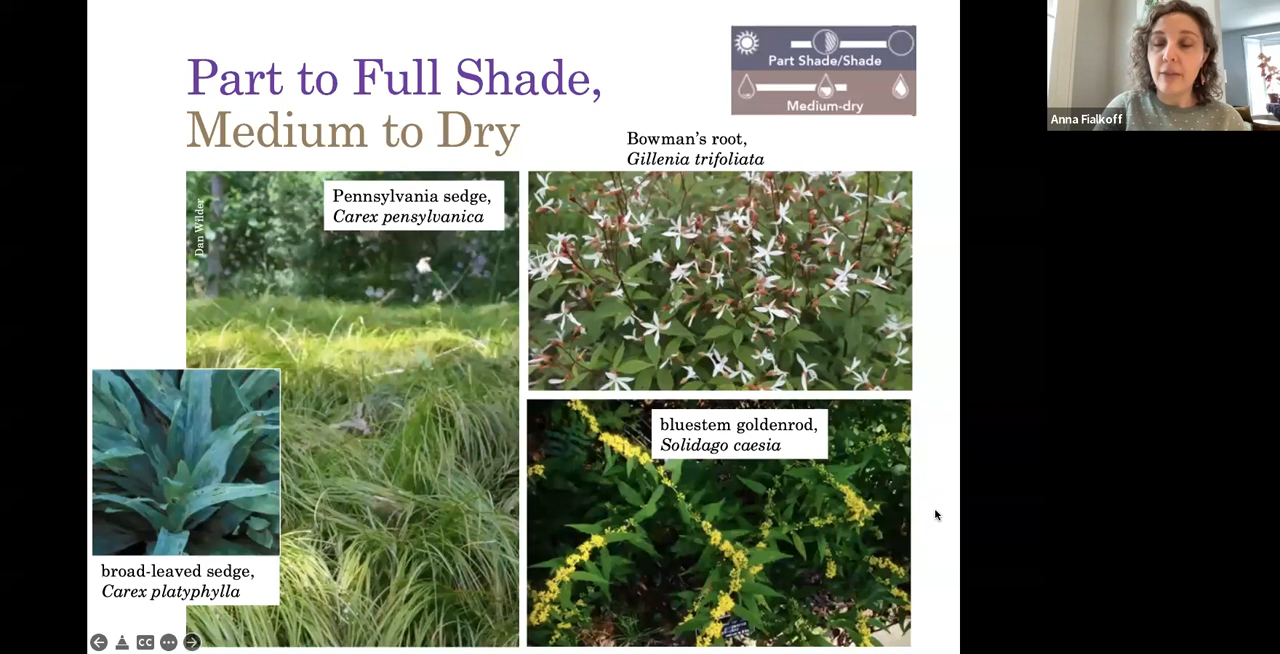 Part to Full Shade,
Medium to Dry
Part Shade/Shade
Medium-dry
Anna Fialkoff
Bowman's root,
Gillenia trifoliata
Dan Wilder
Pennsylvania sedge,
Carex pensylvanica
bluestem goldenrod,
Solidago caesia
broad-leaved sedge,
Carex platyphylla
CC